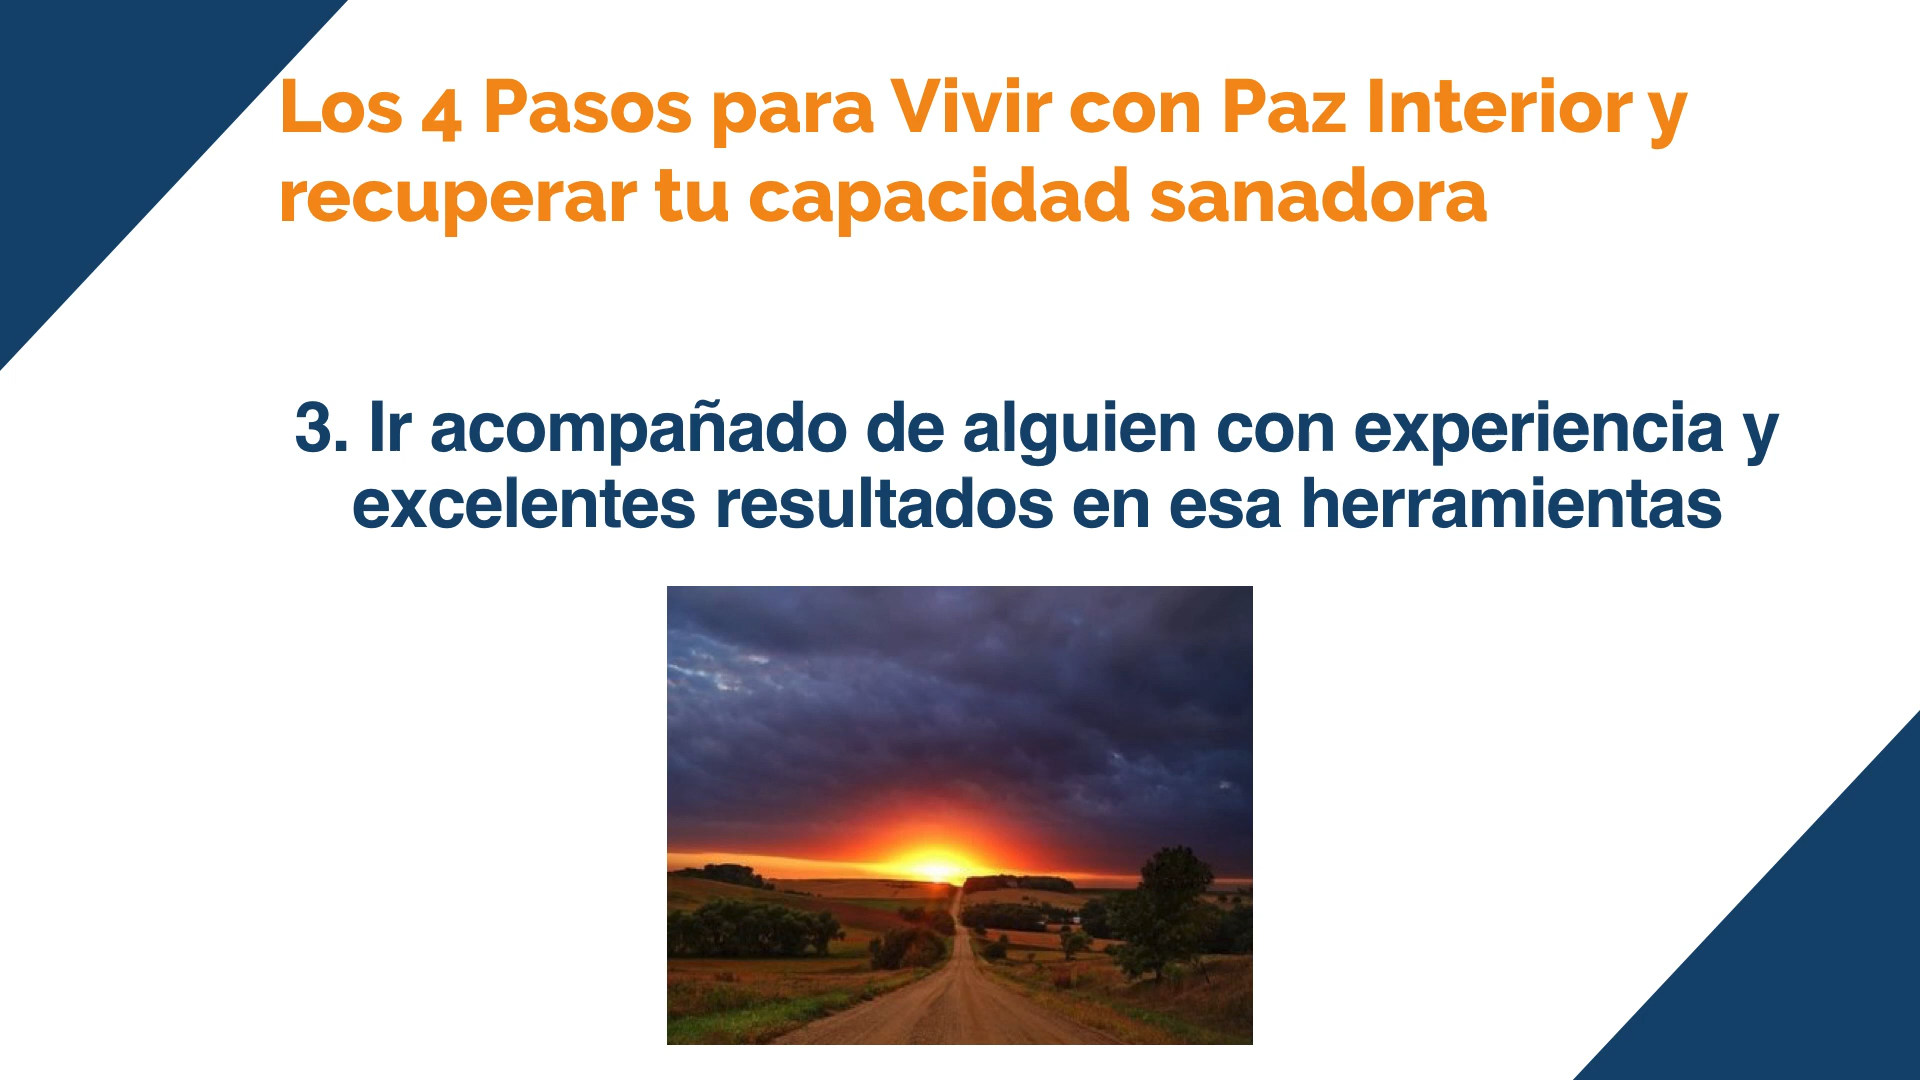 Los 4 Pasos para Vivir con Paz Interior y
recuperar tu capacidad sanadora
3. Ir acompañado de alguien con experiencia y
excelentes resultados en esa herramientas